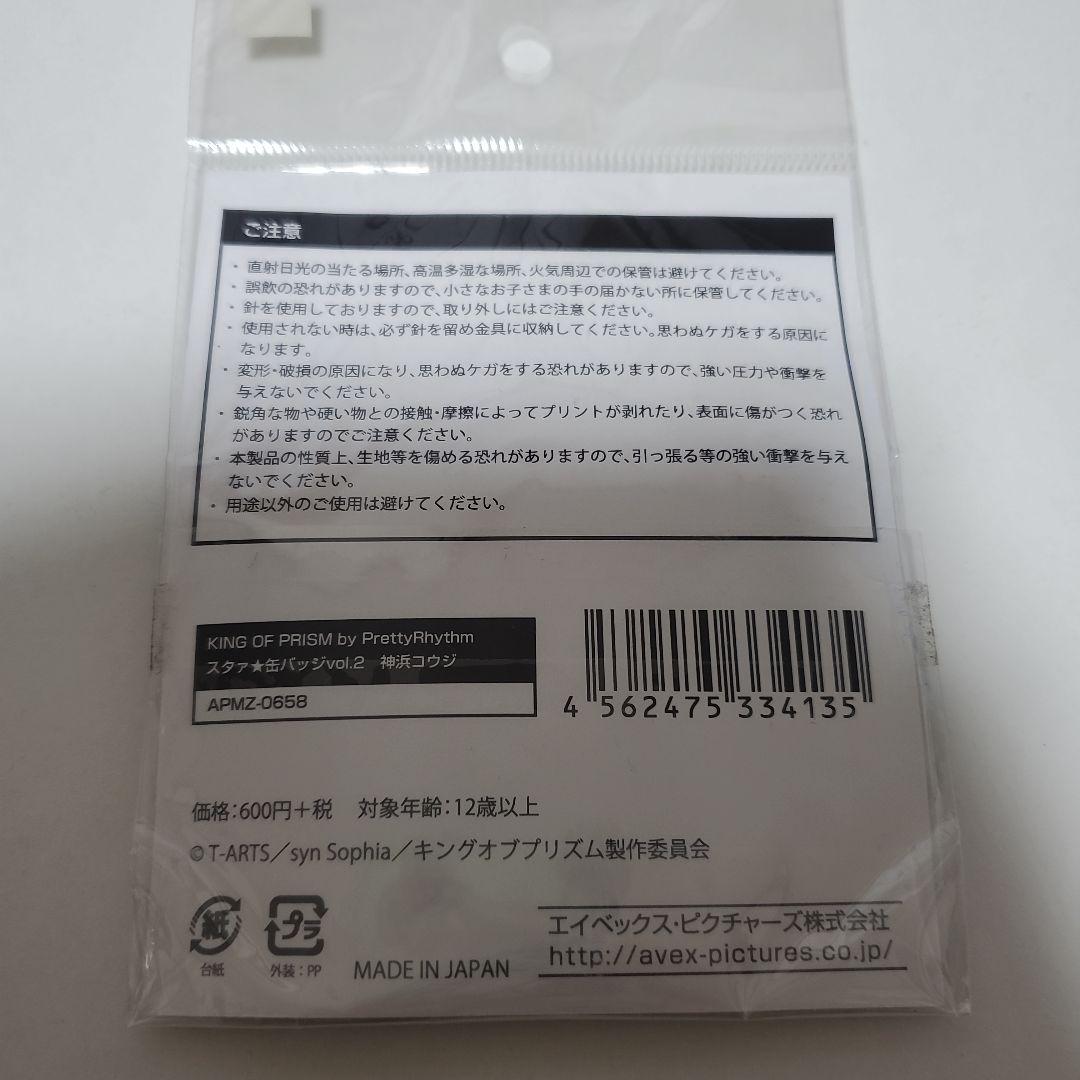 ご注意
・直射日光の当たる場所、高温多湿な場所、火気周辺での保管は避けてください。
・誤飲の恐れがありますので、小さなお子さまの手の届かない所に保管してください。
・針を使用しておりますので、取り外しにはご注意ください。
・使用されない時は、必ず針を留め金具に収納してください。思わぬケガをする原因に
なります。
・変形・破損の原因になり、思わぬケガをする恐れがありますので、強い圧力や衝撃を
与えないでください。
・鋭角な物や硬い物との接触・摩擦によってプリントが剥れたり、表面に傷がつく恐れ
がありますのでご注意ください。
・本製品の性質上、生地等を傷める恐れがありますので、引っ張る等の強い衝撃を与え
ないでください。
・用途以外のご使用は避けてください。
KING OF PRISM by PrettyRhythm
スタァ★缶バッジvol.2 神浜コウジ
APMZ-0658
4 562475 334135
価格：600円＋税 対象年齢：12歳以上
© T-ARTS／syn Sophia／キングオブプリズム製作委員会
紙
台紙
プラ
外装：PP
MADE IN JAPAN
エイベックス・ピクチャーズ株式会社
http://avex-pictures.co.jp/